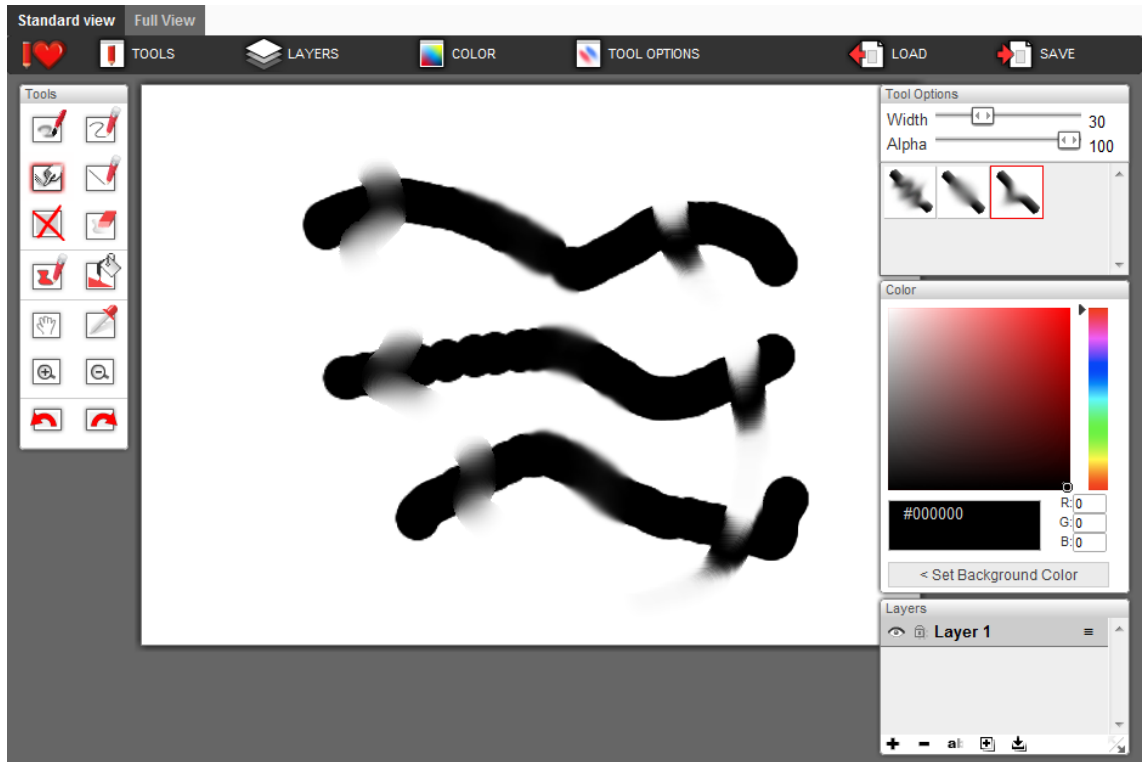 Standard view Full View
TOOLS LAYERS COLOR TOOL OPTIONS LOAD SAVE
Tools
Tool Options
Width 30
Alpha 100
Color
#000000
R: 0
G: 0
B: 0
< Set Background Color
Layers
Layer 1